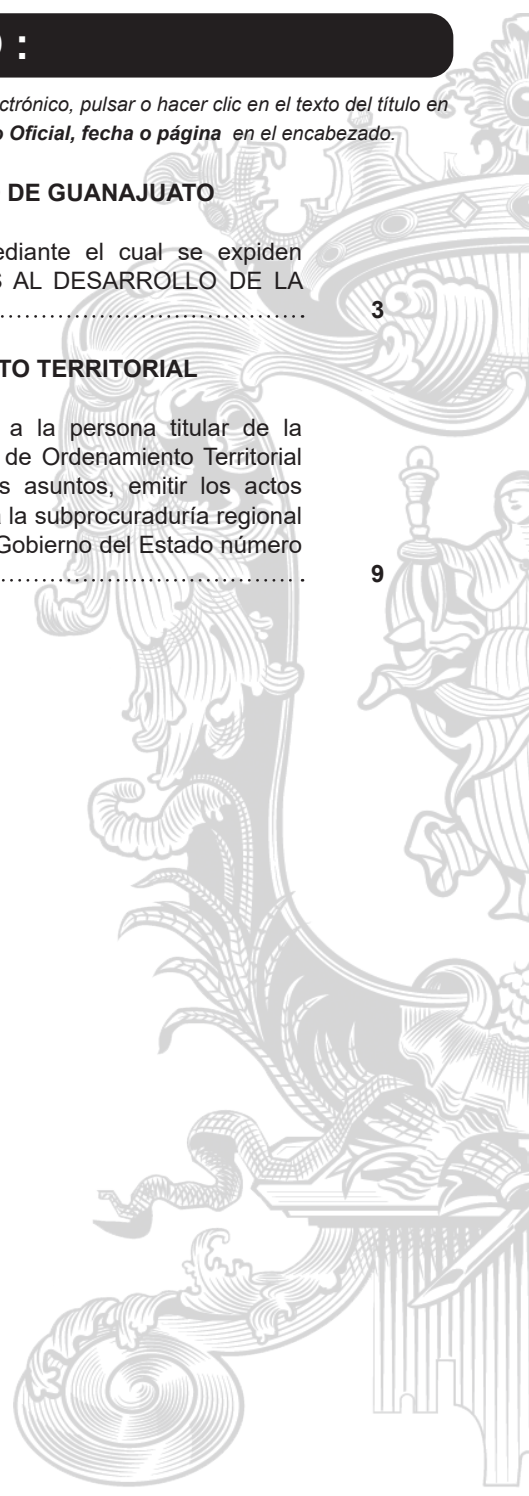 :
ctrónico, pulsar o hacer clic en el texto del título en
o Oficial, fecha o página en el encabezado.
DE GUANAJUATO
ediante el cual se expiden
S AL DESARROLLO DE LA
3
TO TERRITORIAL
a la persona titular de la
de Ordenamiento Territorial
s asuntos, emitir los actos
a la subprocuraduría regional
Gobierno del Estado número
9